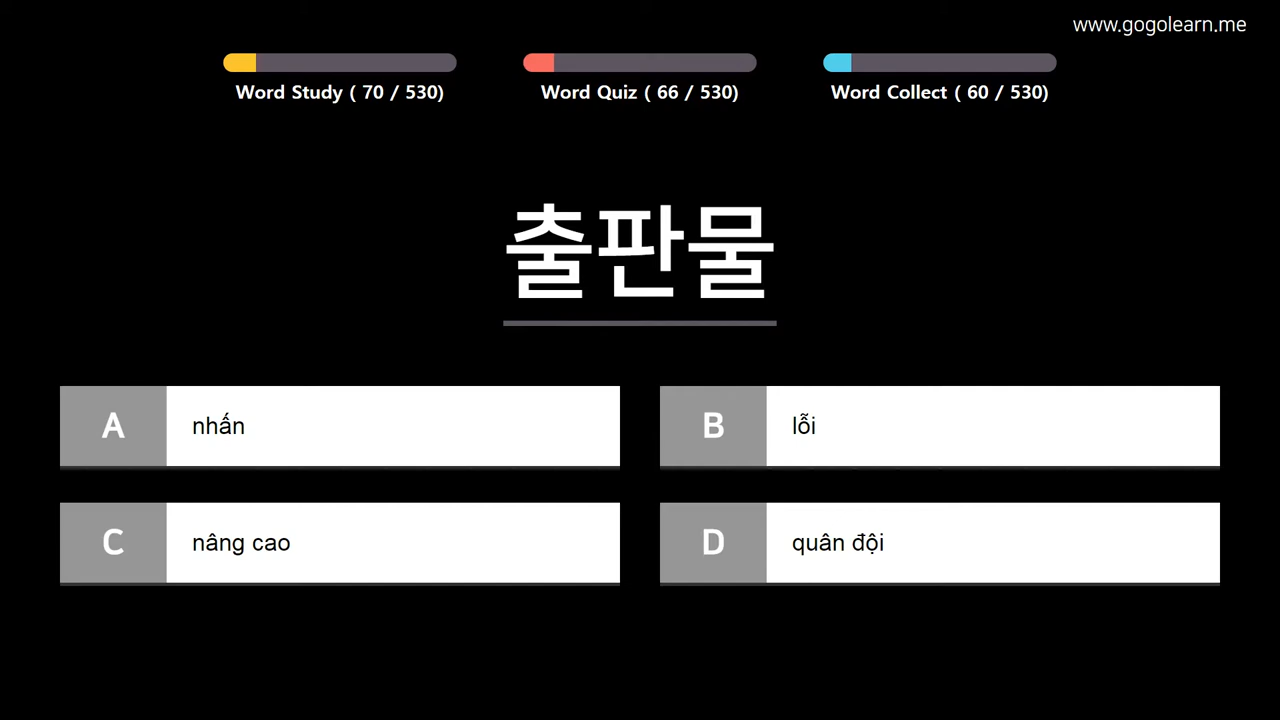 www.gogolearn.me
Word Study ( 70 / 530)
Word Quiz ( 66 / 530)
Word Collect ( 60 / 530)
출판물
A nhấn
B lỗi
C nâng cao
D quân đội